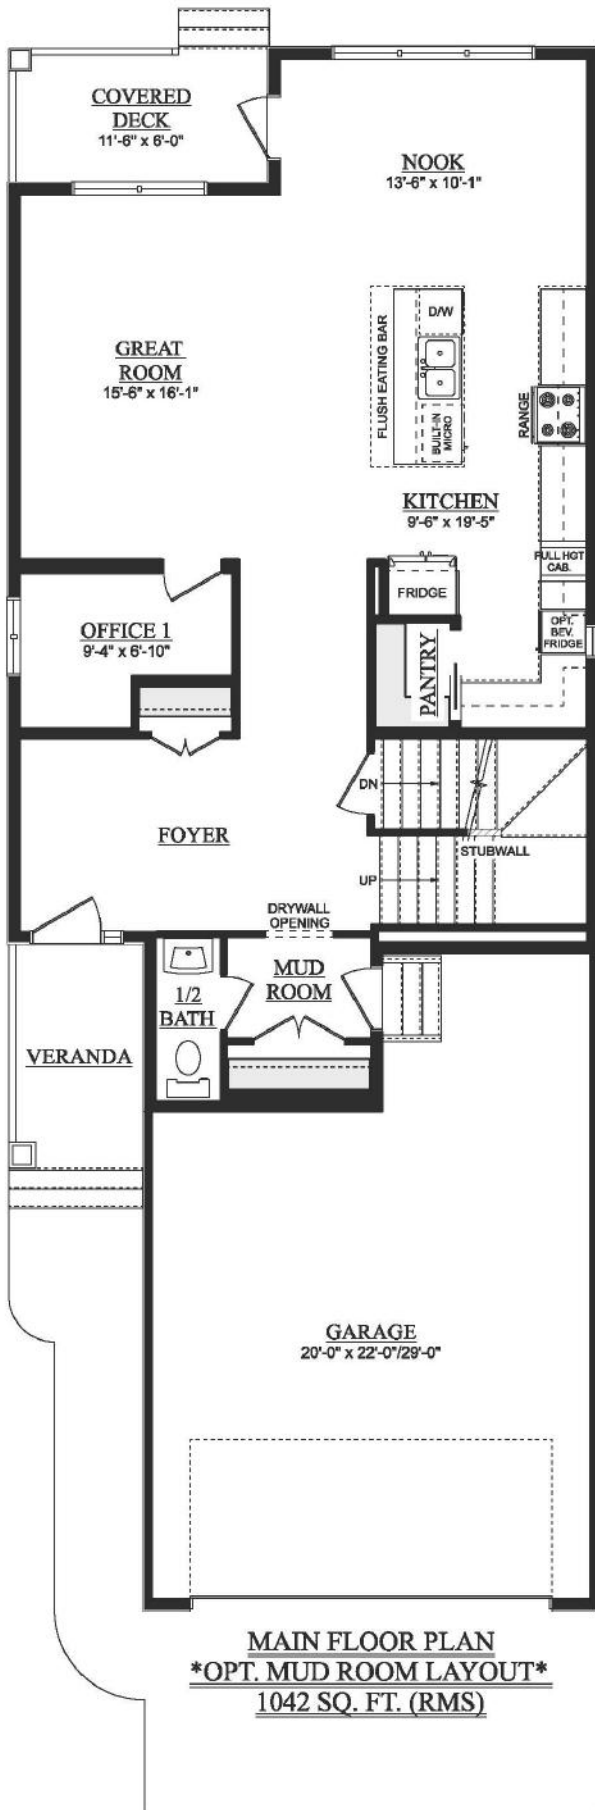 COVERED
DECK
11'-6" x 6'-0"
NOOK
13'-6" x 10'-1"
GREAT
ROOM
15'-6" x 16'-1"
FLUSH EATING BAR
D/W
BUILT-IN
MICRO
RANGE
KITCHEN
9'-6" x 19'-5"
FULL HGT
CAB.
FRIDGE
OPT.
BEV.
FRIDGE
OFFICE 1
9'-4" x 6'-10"
PANTRY
DN
FOYER
STUBWALL
UP
DRYWALL
OPENING
MUD
ROOM
1/2
BATH
VERANDA
GARAGE
20'-0" x 22'-0"/29'-0"
MAIN FLOOR PLAN
*OPT. MUD ROOM LAYOUT*
1042 SQ. FT. (RMS)